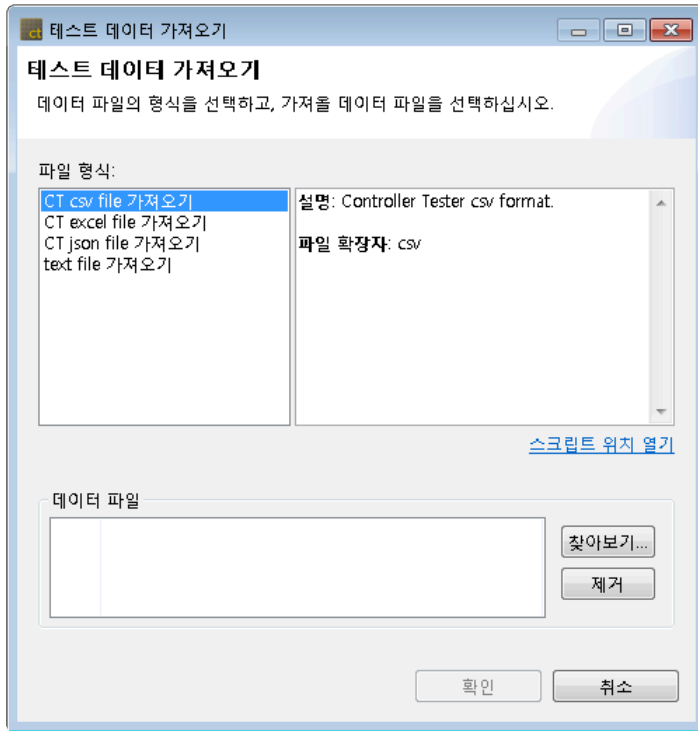 ct 테스트 데이터 가져오기
테스트 데이터 가져오기
데이터 파일의 형식을 선택하고, 가져올 데이터 파일을 선택하십시오.
파일 형식:
CT csv file 가져오기
CT excel file 가져오기
CT json file 가져오기
text file 가져오기
설명: Controller Tester csv format.
파일 확장자: csv
스크립트 위치 열기
데이터 파일
찾아보기...
제거
확인
취소